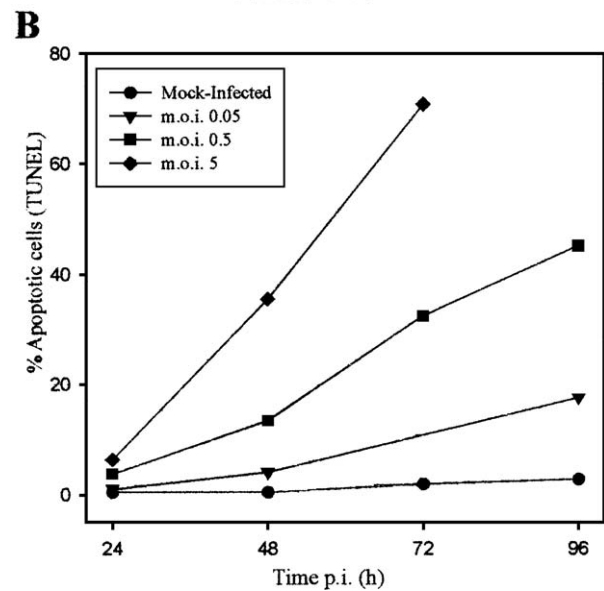 B
80
60
40
20
0
% Apoptotic cells (TUNEL)
Mock-Infected
m.o.i. 0.05
m.o.i. 0.5
m.o.i. 5
24 48 72 96
Time p.i. (h)